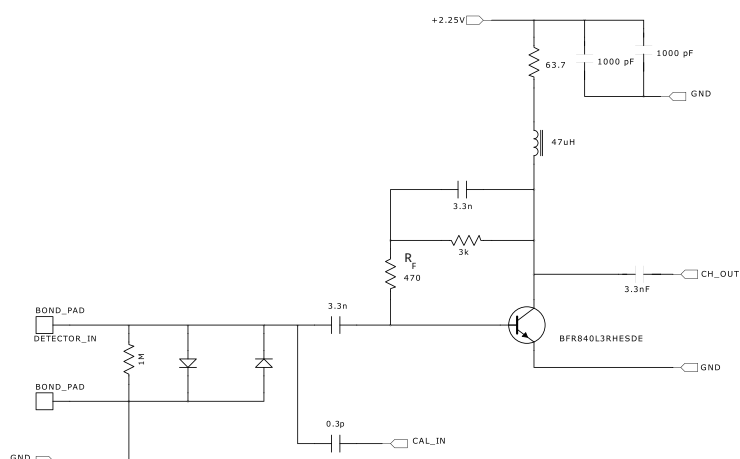 +2.25V
63.7
1000 pF
1000 pF
GND
47uH
3.3n
3k
RF
470
CH_OUT
3.3nF
BOND_PAD
DETECTOR_IN
3.3n
1M
BFR840L3RHESDE
GND
BOND_PAD
0.3p
CAL_IN
GND